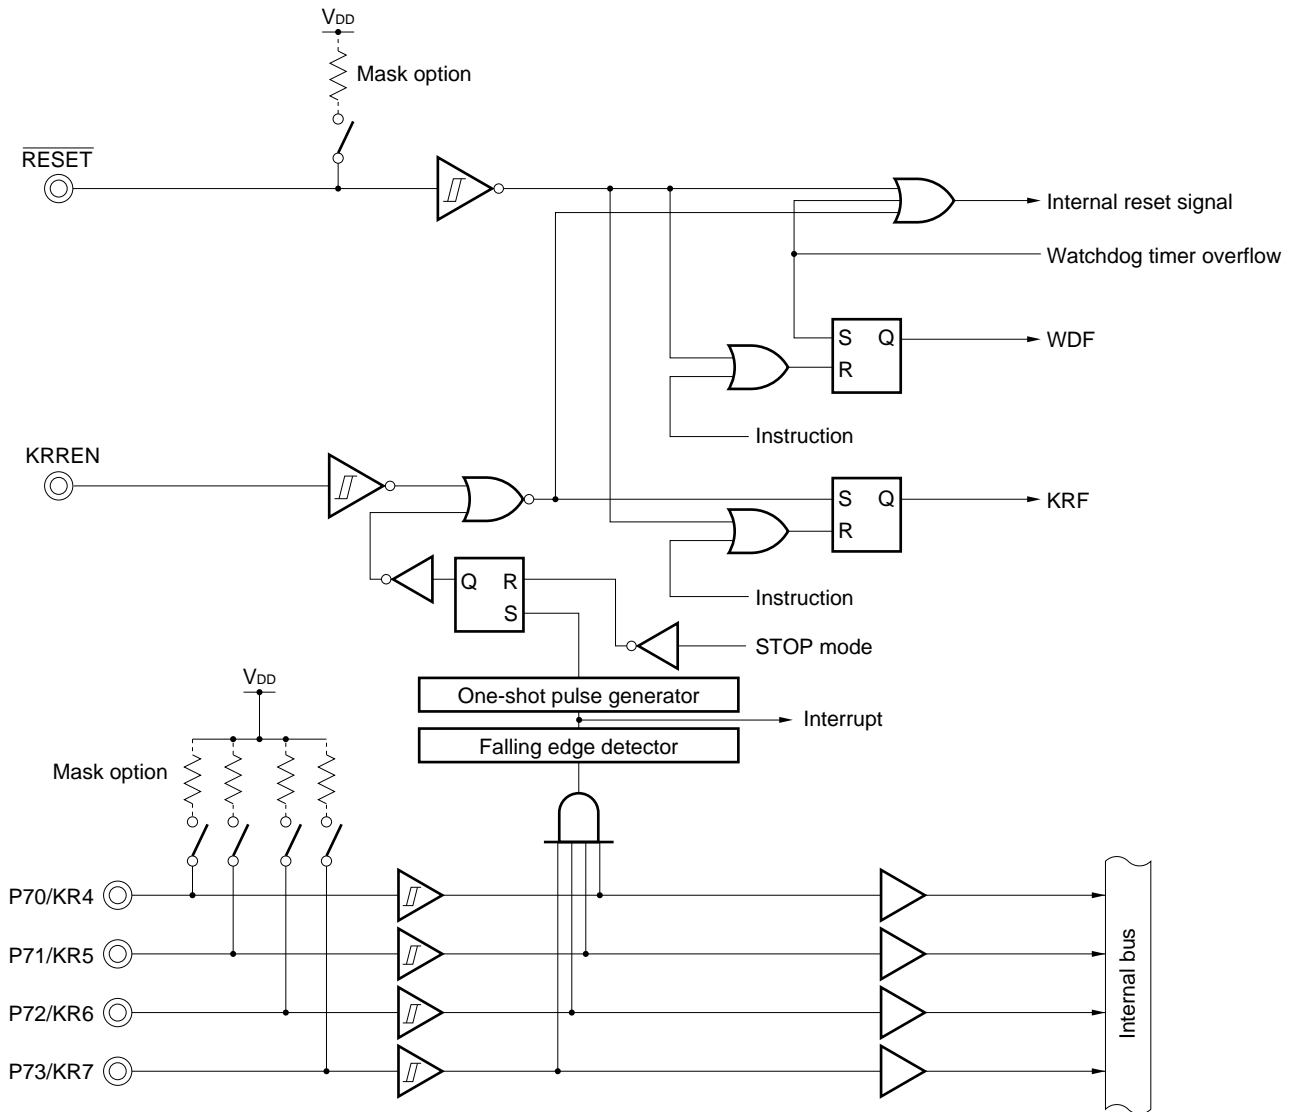 VDD
Mask option
RESET
Internal reset signal
Watchdog timer overflow
S Q
R
WDF
Instruction
KRREN
S Q
R
KRF
Q R
S
Instruction
STOP mode
VDD
One-shot pulse generator
Interrupt
Falling edge detector
Mask option
P70/KR4
P71/KR5
P72/KR6
P73/KR7
Internal bus